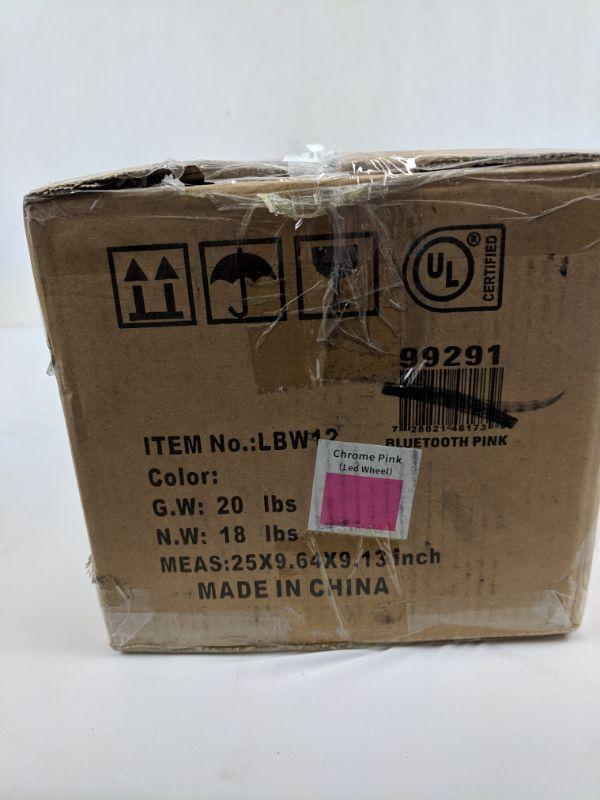 UL
®
CERTIFIED
99291
BLUETOOTH PINK
ITEM No.:LBW12
Chrome Pink
(Led Wheel)
Color:
G.W: 20 lbs
N.W: 18 lbs
MEAS:25X9.64X9.13 inch
MADE IN CHINA